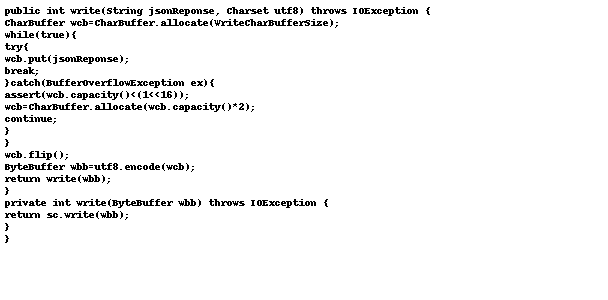 public int write(String jsonReponse, Charset utf8) throws IOException {
CharBuffer wcb=CharBuffer.allocate(WriteCharBufferSize);
while(true){
try{
wcb.put(jsonReponse);
break;
}catch(BufferOverflowException ex){
assert(wcb.capacity()<(1<<16));
wcb=CharBuffer.allocate(wcb.capacity()*2);
continue;
}
}
wcb.flip();
ByteBuffer wbb=utf8.encode(wcb);
return write(wbb);
}
private int write(ByteBuffer wbb) throws IOException {
return sc.write(wbb);
}
}